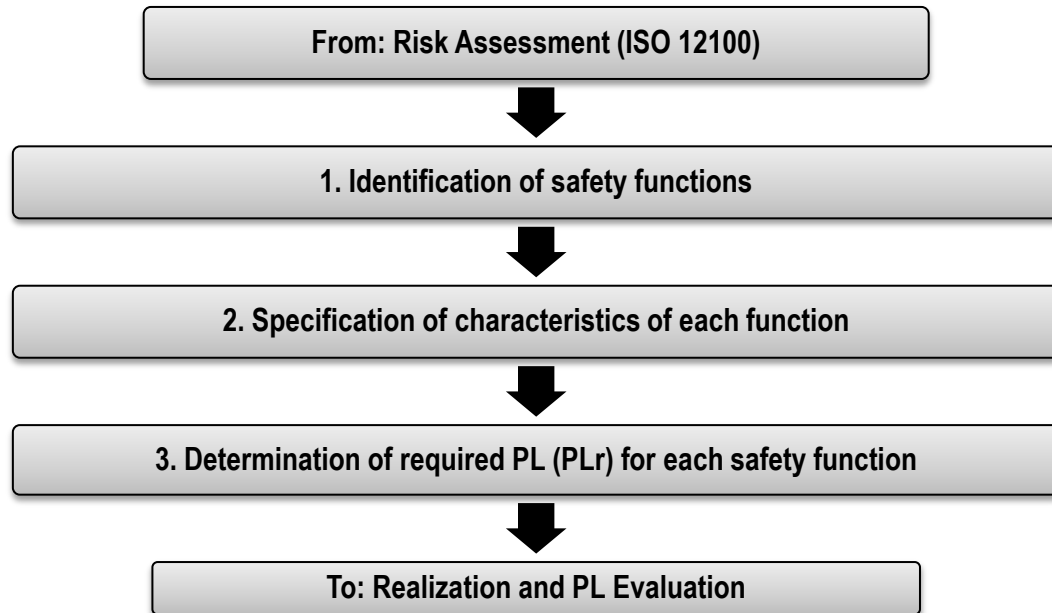 From: Risk Assessment (ISO 12100)
1. Identification of safety functions
2. Specification of characteristics of each function
3. Determination of required PL (PLr) for each safety function
To: Realization and PL Evaluation